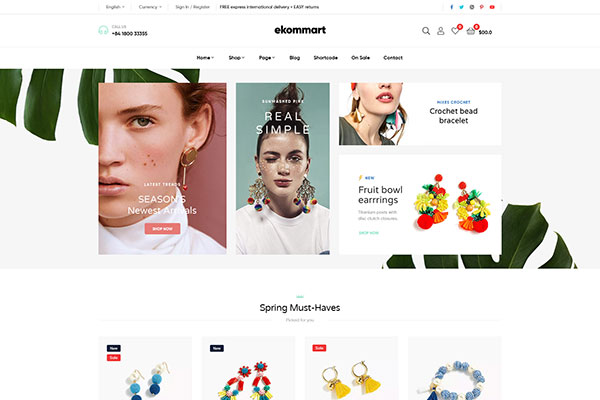 English
Currency
Sign In / Register
FREE express international delivery + EASY returns
CALL US
+84 1800 33355
ekommart
0
0
$00.0
Home
Shop
Page
Blog
Shortcode
On Sale
Contact
LATEST TRENDS
SEASON'S
Newest Arrivals
SHOP NOW
SUNWASHED PINK
REAL
SIMPLE
MIXES CROCHET
Crochet bead
bracelet
NEW
Fruit bowl
earrrings
Titanium posts with
disc clutch closures.
SHOP NOW
Spring Must-Haves
Picked for you
New
Sale
New
Sale